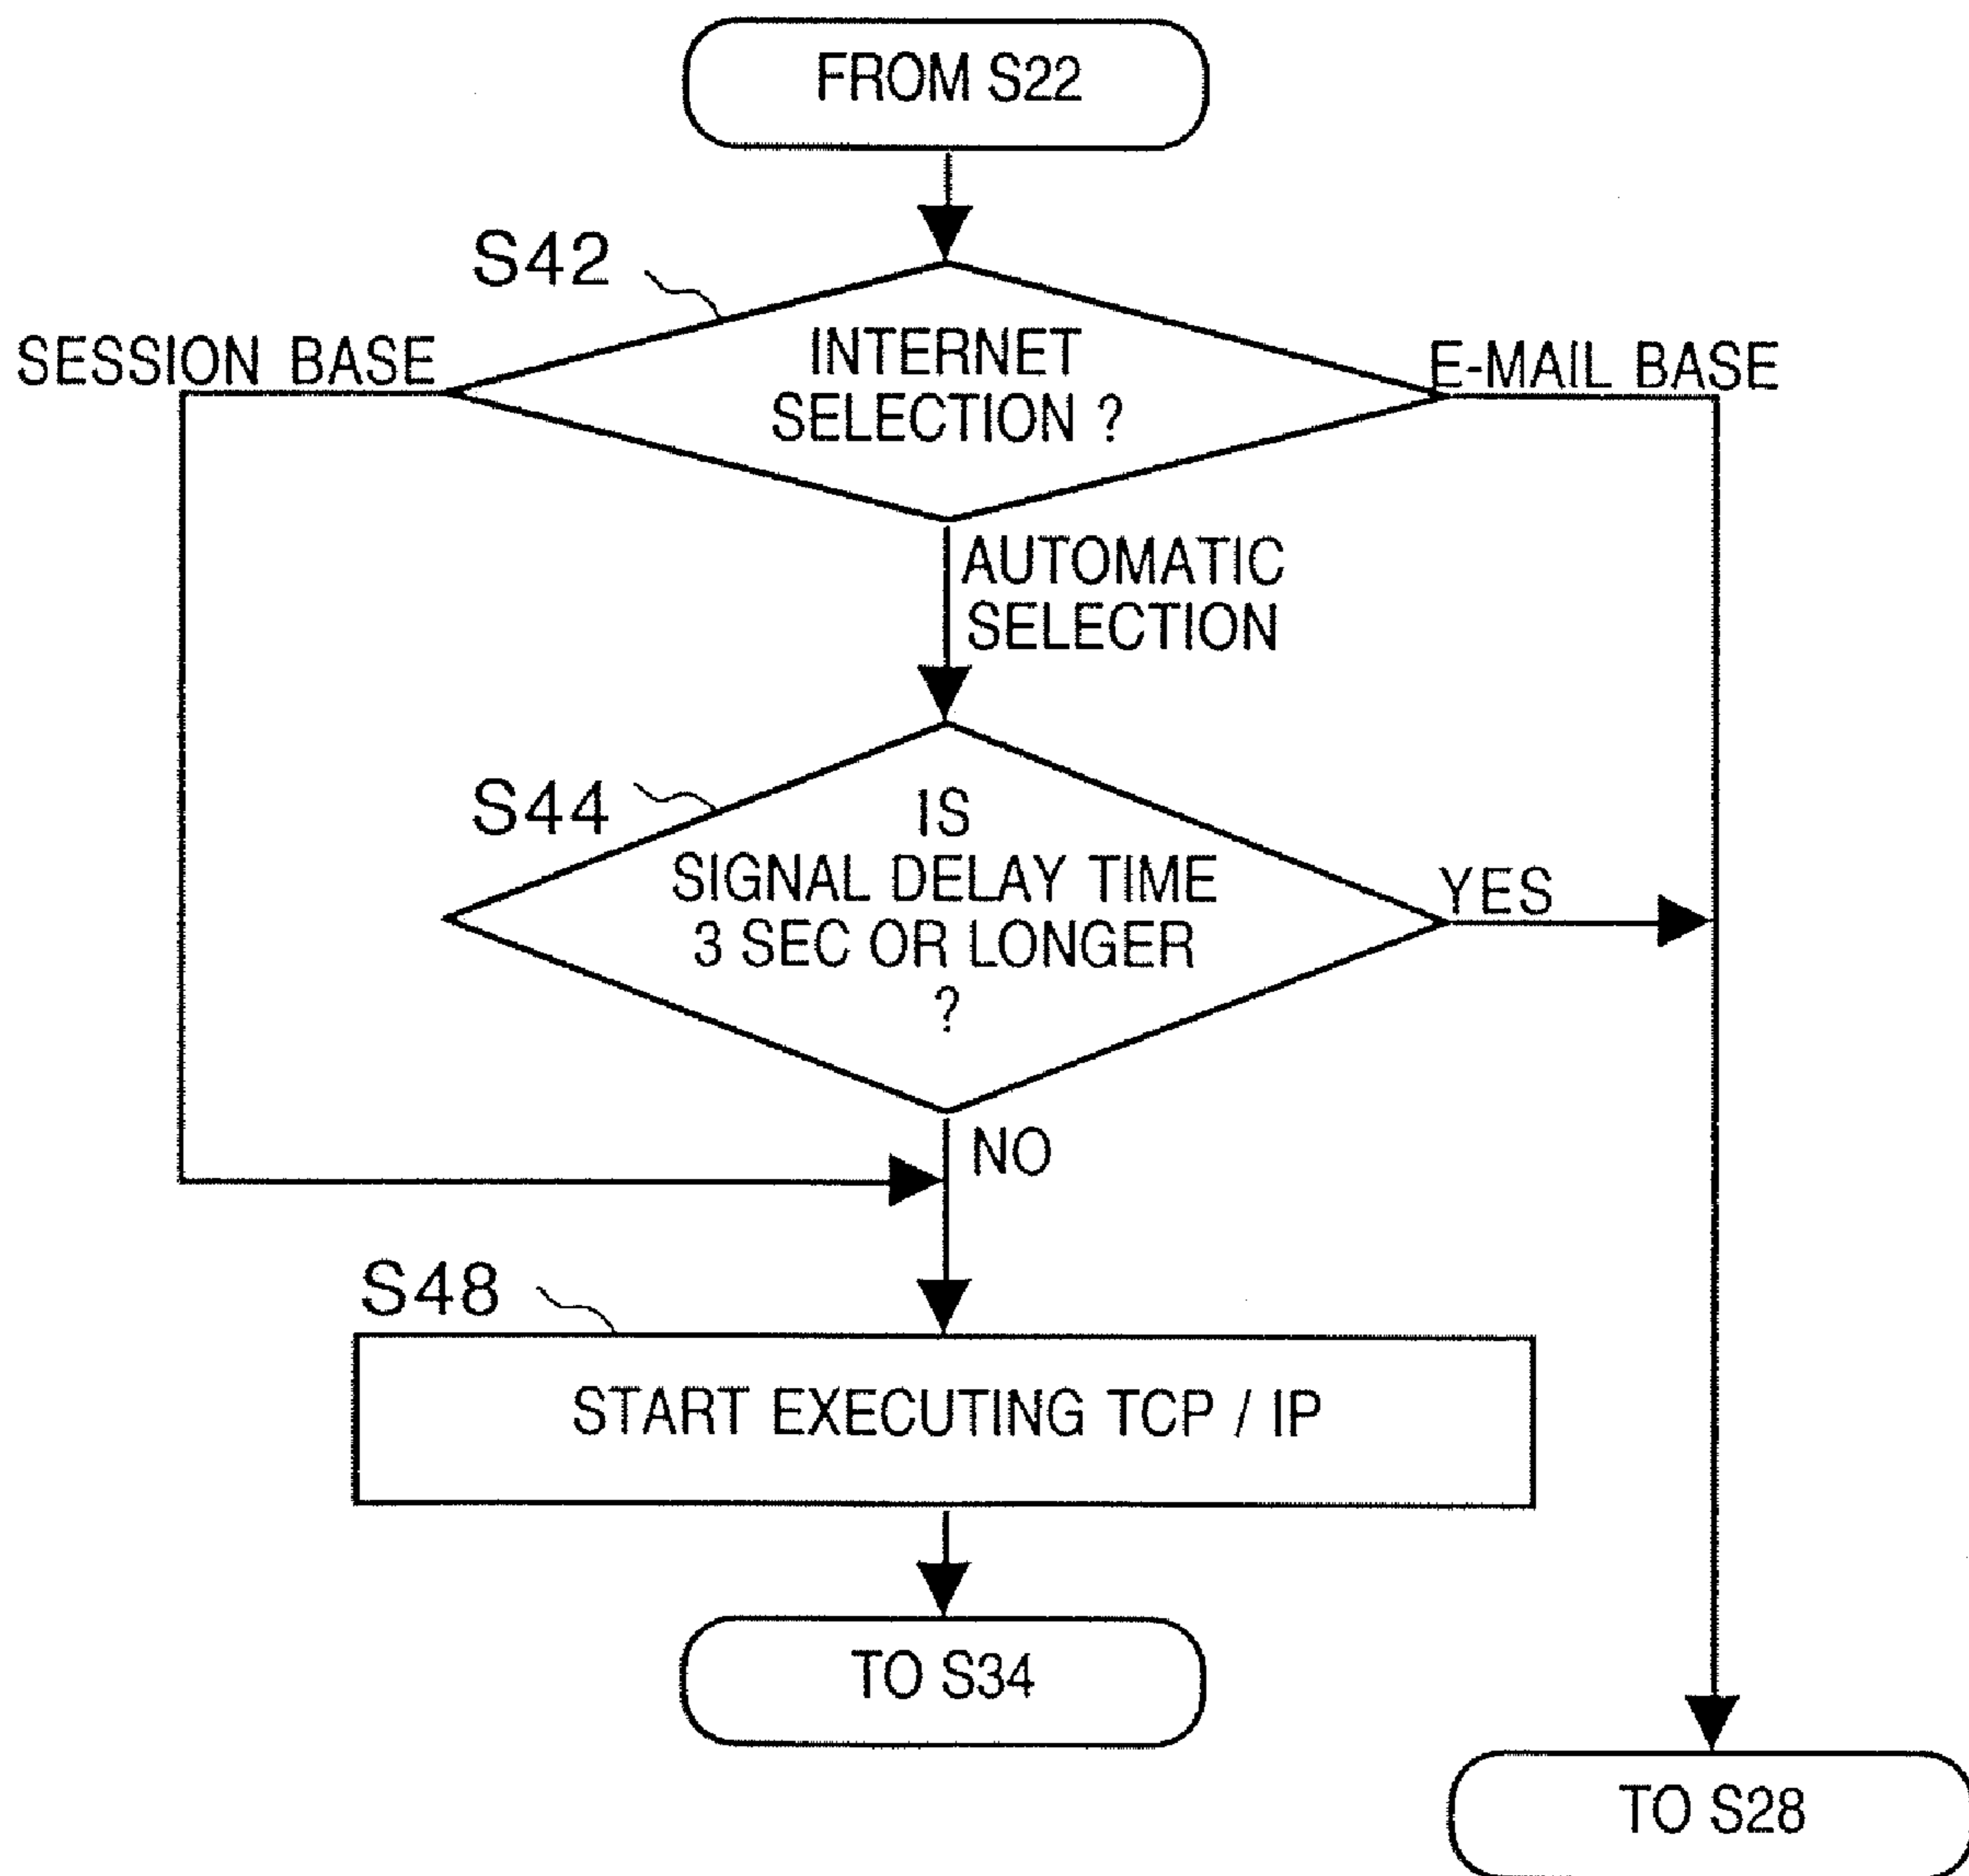 FROM S22
S42
SESSION BASE
INTERNET
SELECTION ?
E-MAIL BASE
AUTOMATIC
SELECTION
S44
IS
SIGNAL DELAY TIME
3 SEC OR LONGER
?
YES
NO
S48
START EXECUTING TCP / IP
TO S34
TO S28